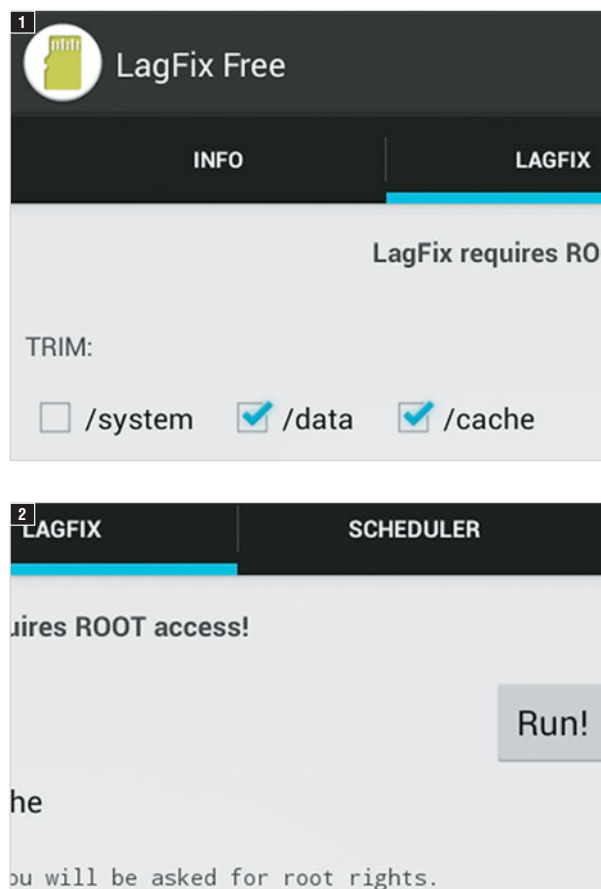 1
LagFix Free
INFO LAGFIX
LagFix requires RO
TRIM:
/system /data /cache
2
LAGFIX SCHEDULER
uires ROOT access!
Run!
he
ou will be asked for root rights.